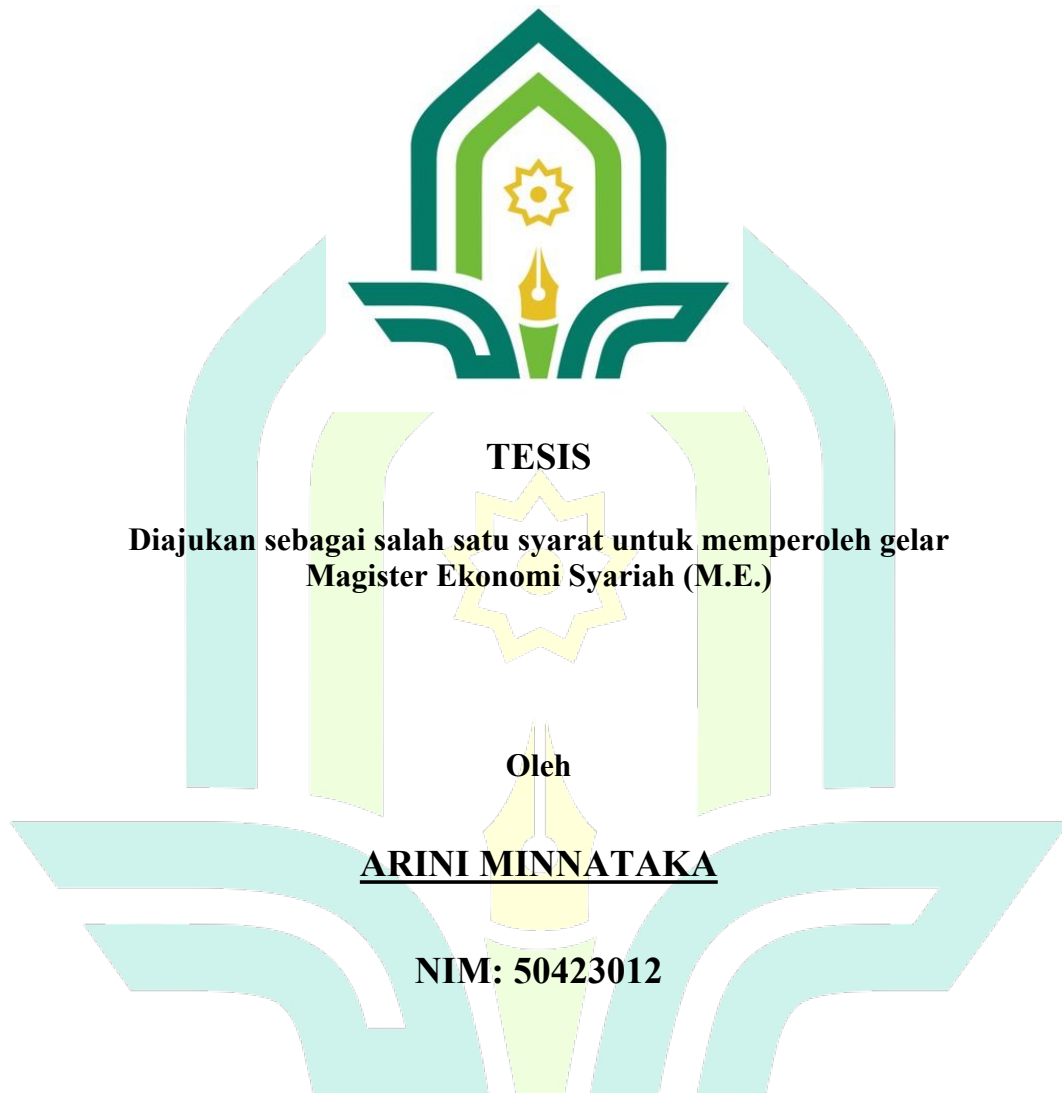 TESIS
Diajukan sebagai salah satu syarat untuk memperoleh gelar
Magister Ekonomi Syariah (M.E.)
Oleh
ARINI MINNATAKA
NIM: 50423012